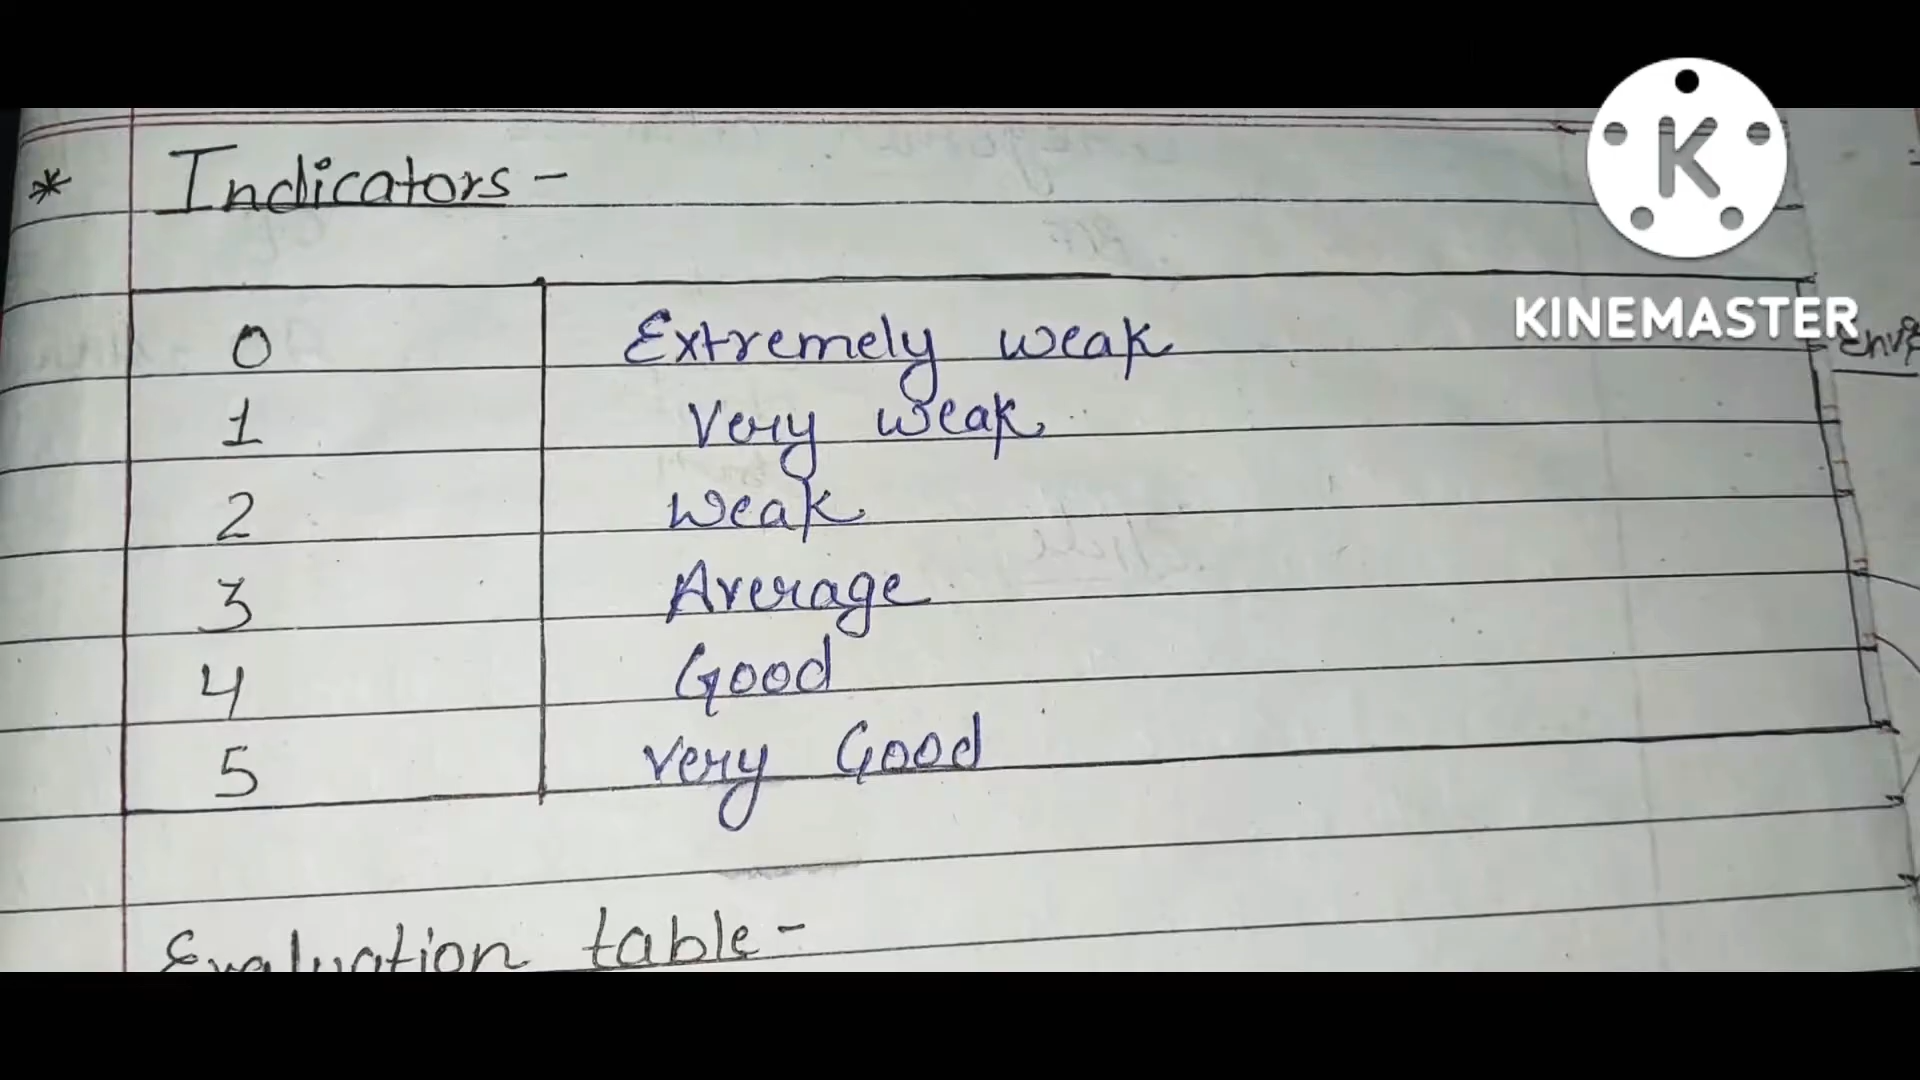 * Indicators -
0 Extremely weak
1 Very weak
2 Weak
3 Average
4 Good
5 Very Good
Evaluation table -
K
KINEMASTER